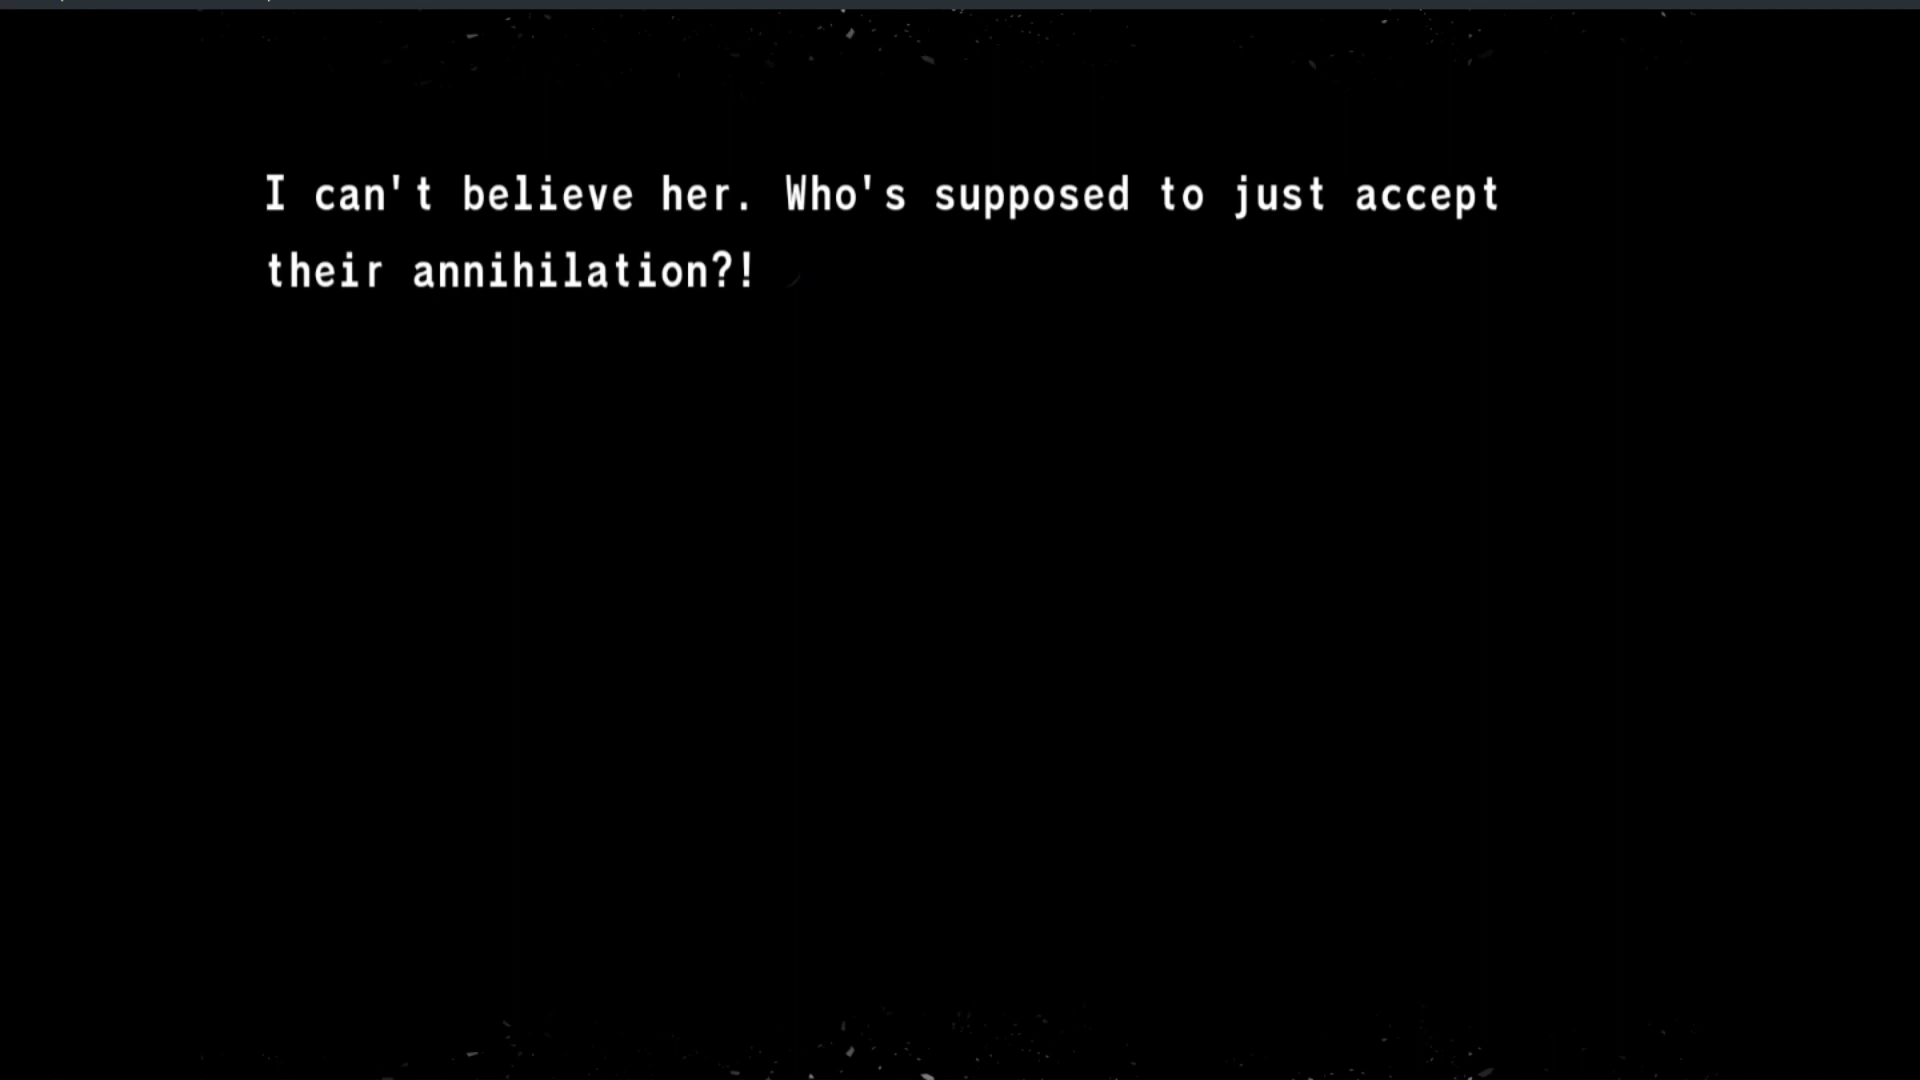 I can't believe her. Who's supposed to just accept
their annihilation?!